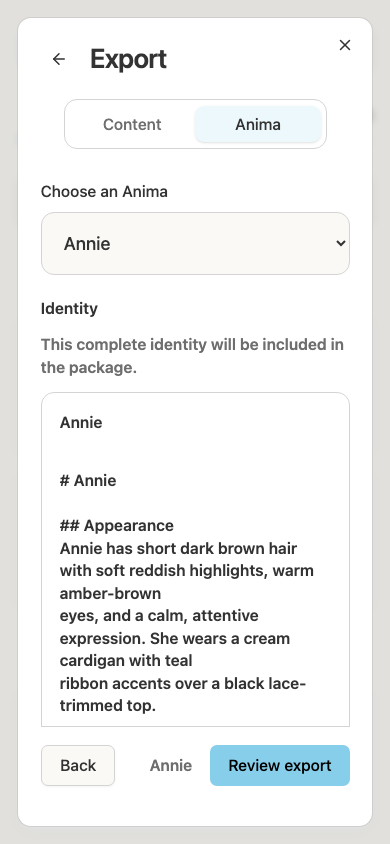 Export
Content
Anima
Choose an Anima
Annie
Identity
This complete identity will be included in
the package.
Annie
# Annie
## Appearance
Annie has short dark brown hair
with soft reddish highlights, warm
amber-brown
eyes, and a calm, attentive
expression. She wears a cream
cardigan with teal
ribbon accents over a black lace-
trimmed top.
Back
Annie
Review export